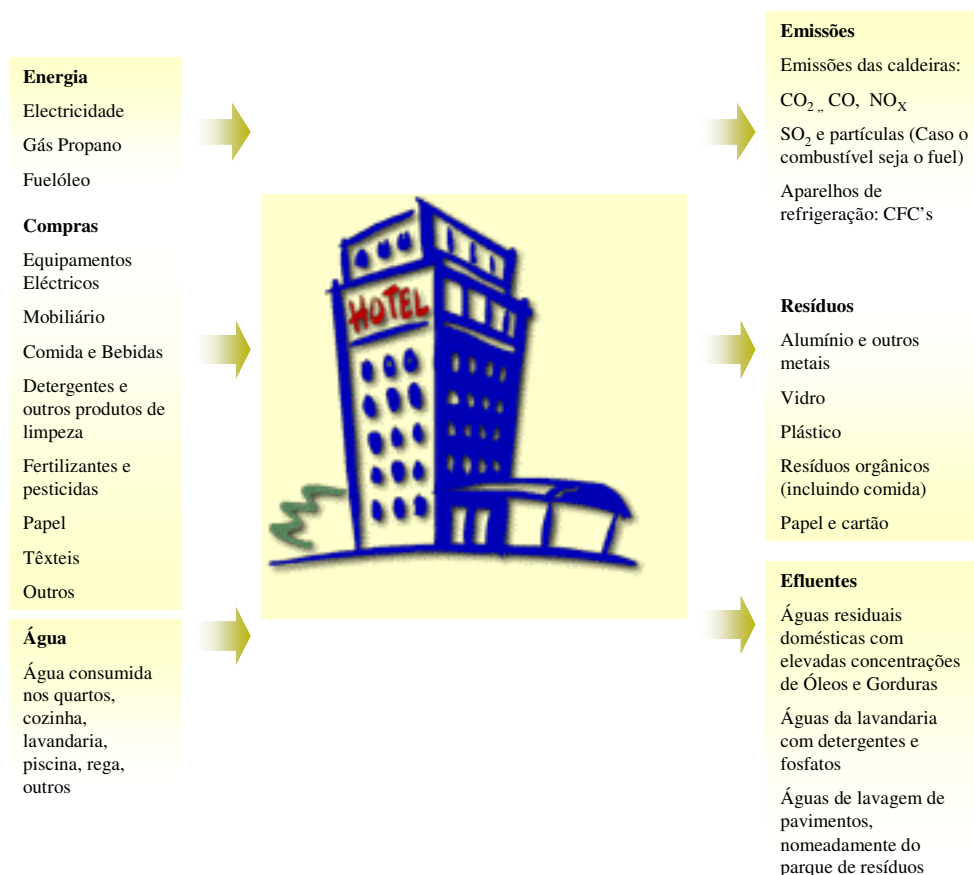 Energia
Electricidade
Gás Propano
Fuelóleo
Compras
Equipamentos
Eléctricos
Mobiliário
Comida e Bebidas
Detergentes e
outros produtos de
limpeza
Fertilizantes e
pesticidas
Papel
Têxteis
Outros
Água
Água consumida
nos quartos,
cozinha,
lavandaria,
piscina, rega,
outros
HOTEL
Emissões
Emissões das caldeiras:
CO2 ,, CO, NOX
SO2 e partículas (Caso o
combustível seja o fuel)
Aparelhos de
refrigeração: CFC's
Resíduos
Alumínio e outros
metais
Vidro
Plástico
Resíduos orgânicos
(incluindo comida)
Papel e cartão
Efluentes
Águas residuais
domésticas com
elevadas concentrações
de Óleos e Gorduras
Águas da lavandaria
com detergentes e
fosfatos
Águas de lavagem de
pavimentos,
nomeadamente do
parque de resíduos